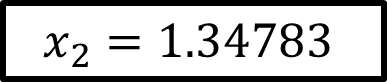 x₂ = 1.34783